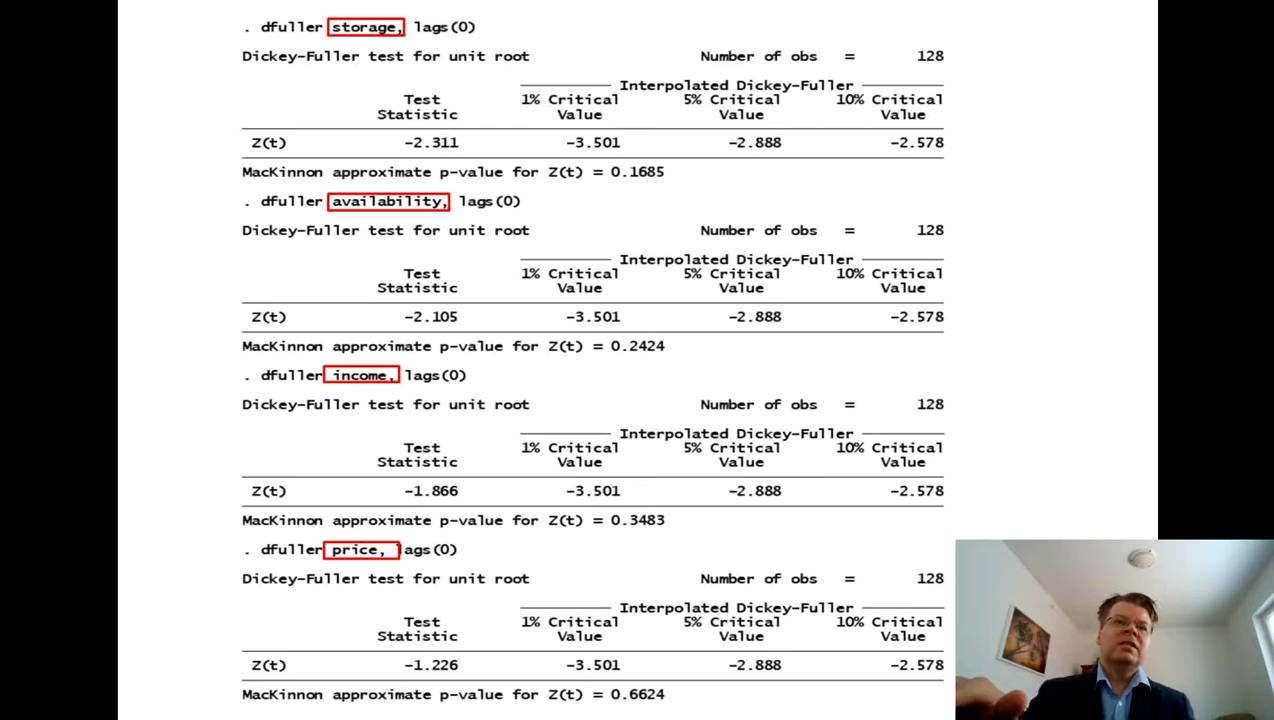 . dfuller storage, lags(0)
Dickey-Fuller test for unit root Number of obs = 128
Interpolated Dickey-Fuller
Test 1% Critical 5% Critical 10% Critical
Statistic Value Value Value
Z(t) -2.311 -3.501 -2.888 -2.578
MacKinnon approximate p-value for Z(t) = 0.1685
. dfuller availability, lags(0)
Dickey-Fuller test for unit root Number of obs = 128
Interpolated Dickey-Fuller
Test 1% Critical 5% Critical 10% Critical
Statistic Value Value Value
Z(t) -2.105 -3.501 -2.888 -2.578
MacKinnon approximate p-value for Z(t) = 0.2424
. dfuller income, lags(0)
Dickey-Fuller test for unit root Number of obs = 128
Interpolated Dickey-Fuller
Test 1% Critical 5% Critical 10% Critical
Statistic Value Value Value
Z(t) -1.866 -3.501 -2.888 -2.578
MacKinnon approximate p-value for Z(t) = 0.3483
. dfuller price, lags(0)
Dickey-Fuller test for unit root Number of obs = 128
Interpolated Dickey-Fuller
Test 1% Critical 5% Critical 10% Critical
Statistic Value Value Value
Z(t) -1.226 -3.501 -2.888 -2.578
MacKinnon approximate p-value for Z(t) = 0.6624